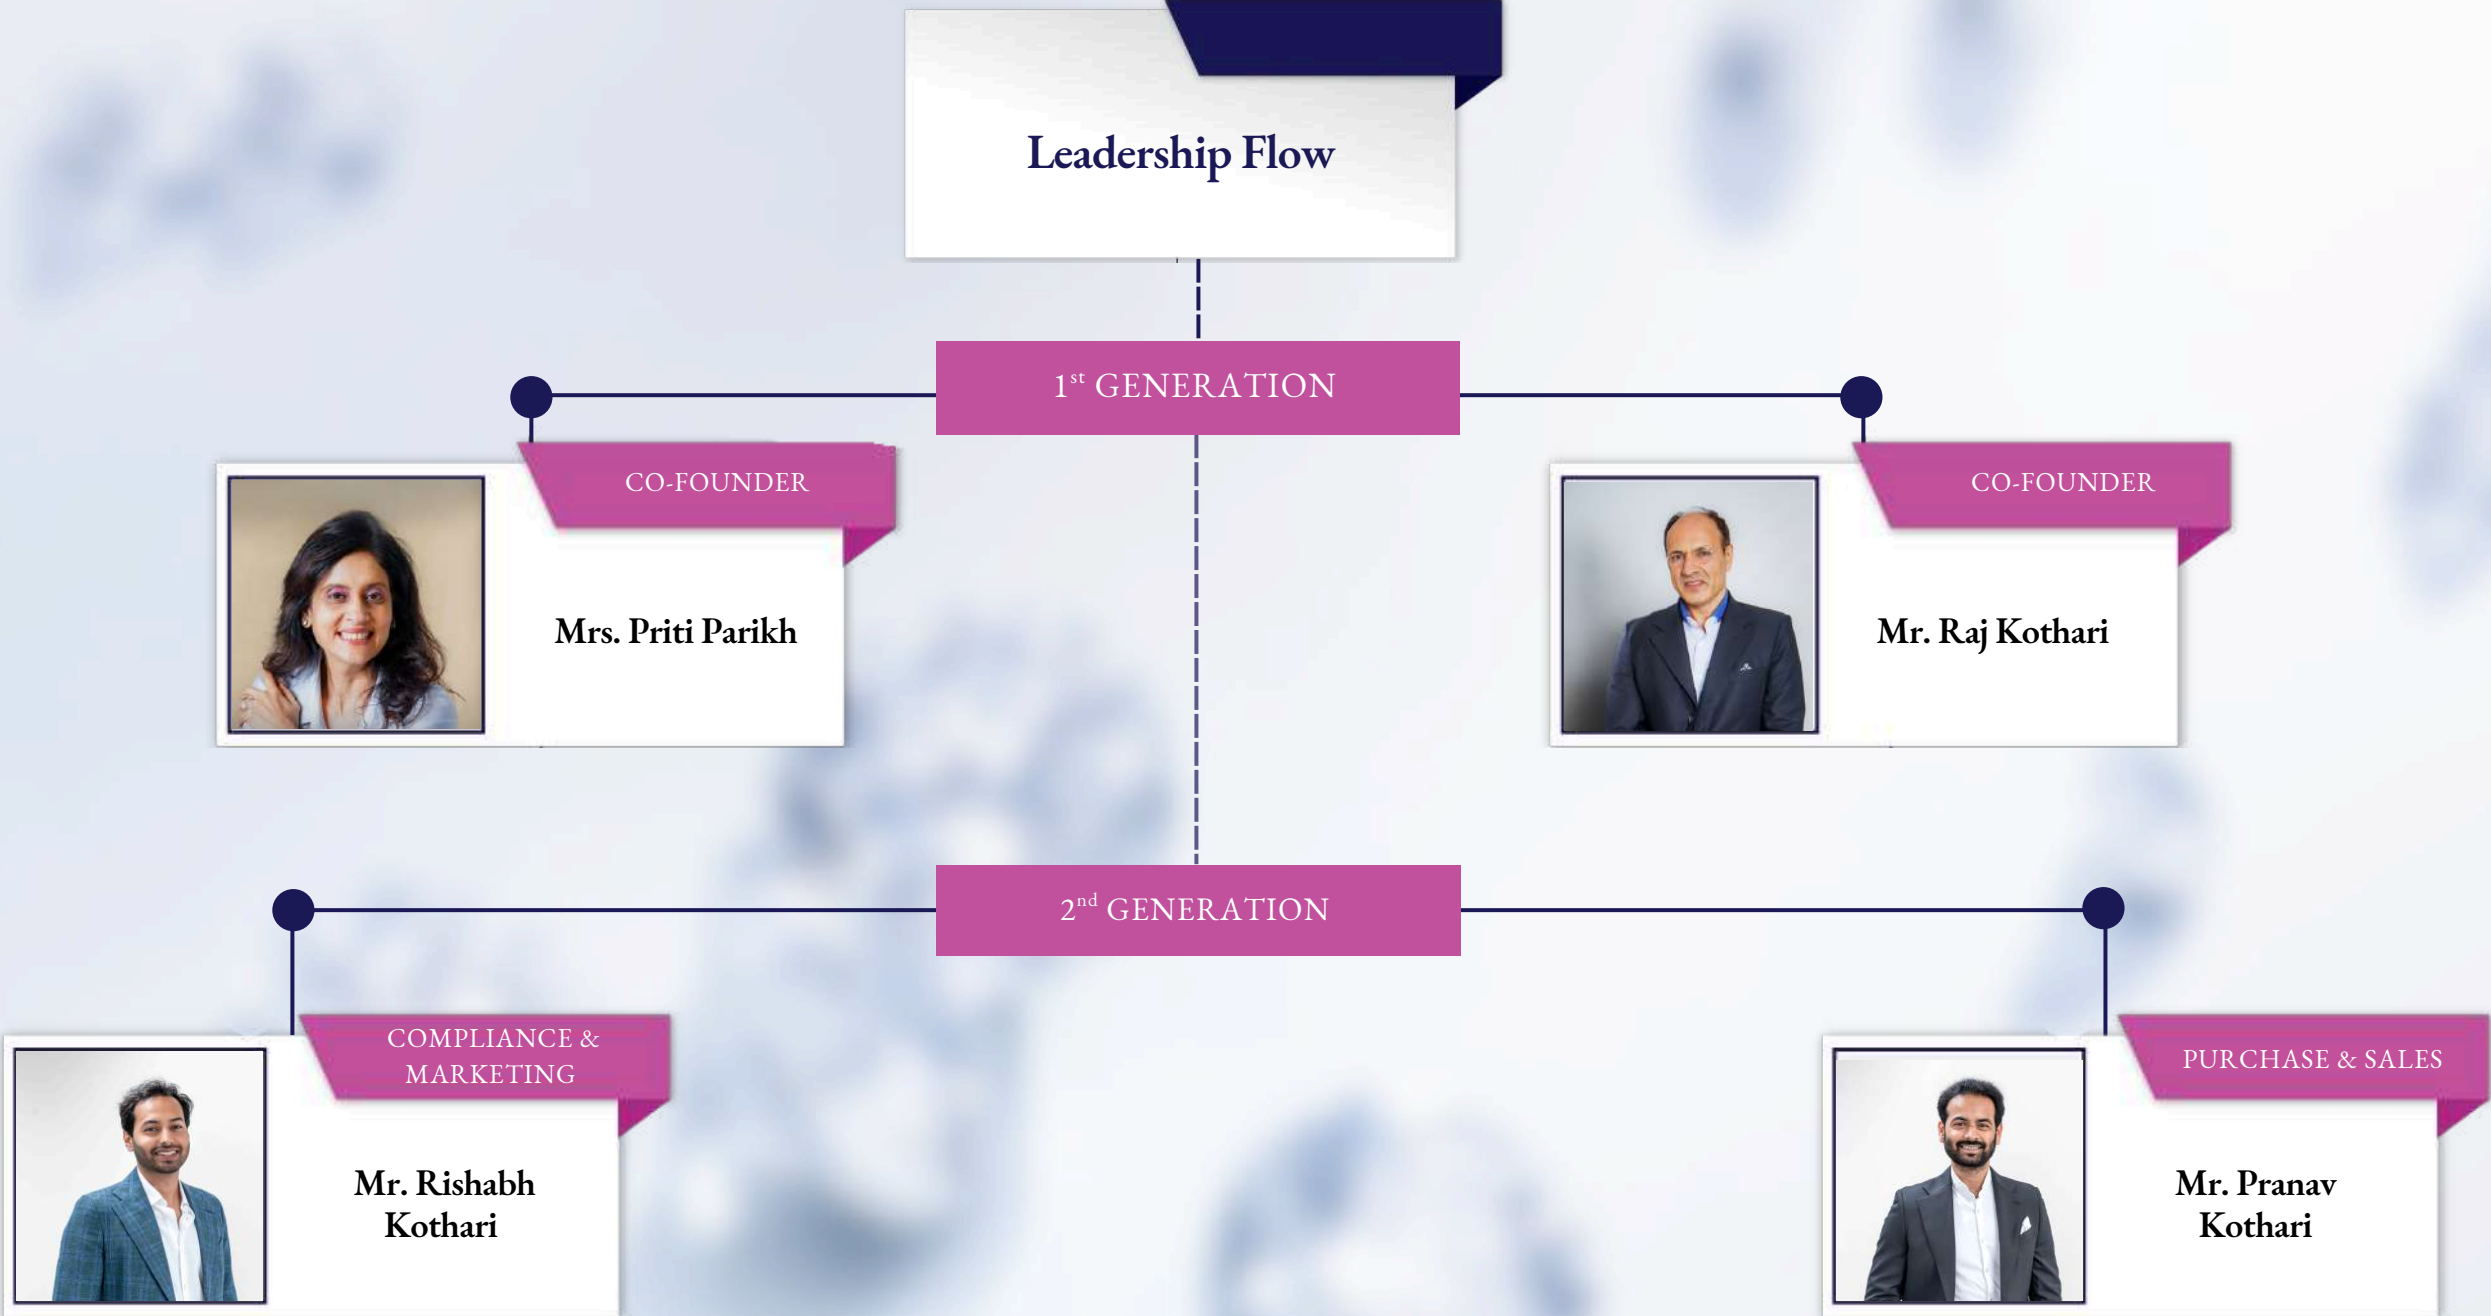 Leadership Flow
1st GENERATION
CO-FOUNDER
Mrs. Priti Parikh
CO-FOUNDER
Mr. Raj Kothari
2nd GENERATION
COMPLIANCE &
MARKETING
Mr. Rishabh
Kothari
PURCHASE & SALES
Mr. Pranav
Kothari